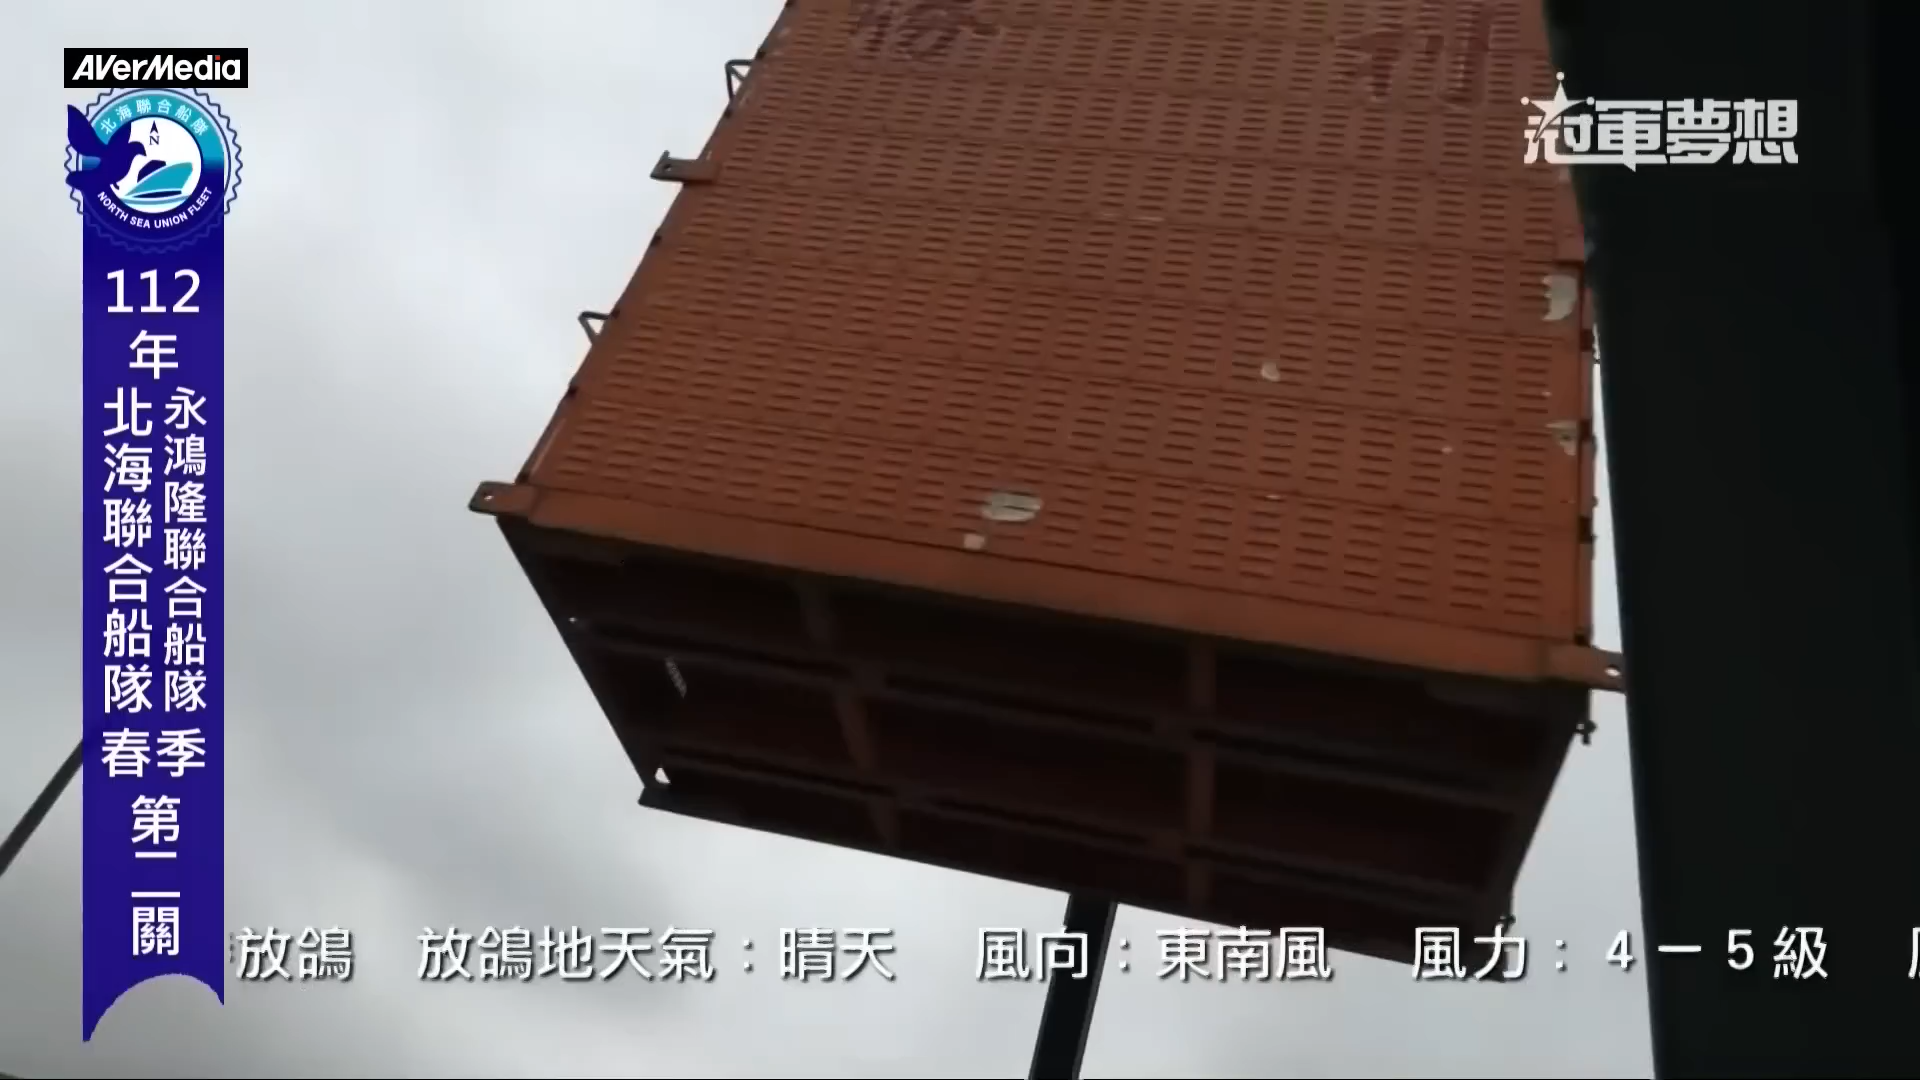 AVerMedia
北海聯合船隊
N
NORTH SEA UNION FLEET
112
年
北海聯合船隊
永鴻隆聯合船隊
春季
第二關
冠軍夢想
勝利
放鴿 放鴿地天氣：晴天 風向：東南風 風力：４－５級